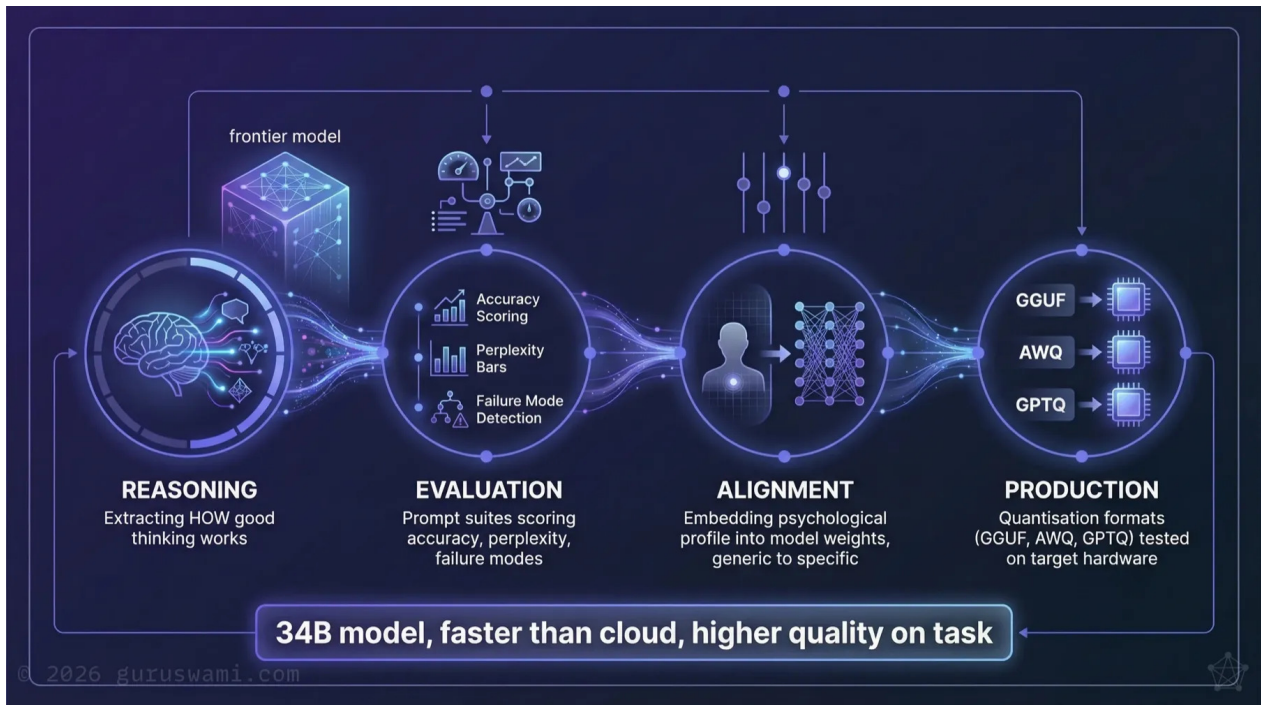 frontier model
Accuracy
Scoring
Perplexity
Bars
Failure Mode
Detection
GGUF
AWQ
GPTQ
REASONING
Extracting HOW good
thinking works
EVALUATION
Prompt suites scoring
accuracy, perplexity,
failure modes
ALIGNMENT
Embedding psychological
profile into model weights,
generic to specific
PRODUCTION
Quantisation formats
(GGUF, AWQ, GPTQ) tested
on target hardware
34B model, faster than cloud, higher quality on task
© 2026 guruswami.com